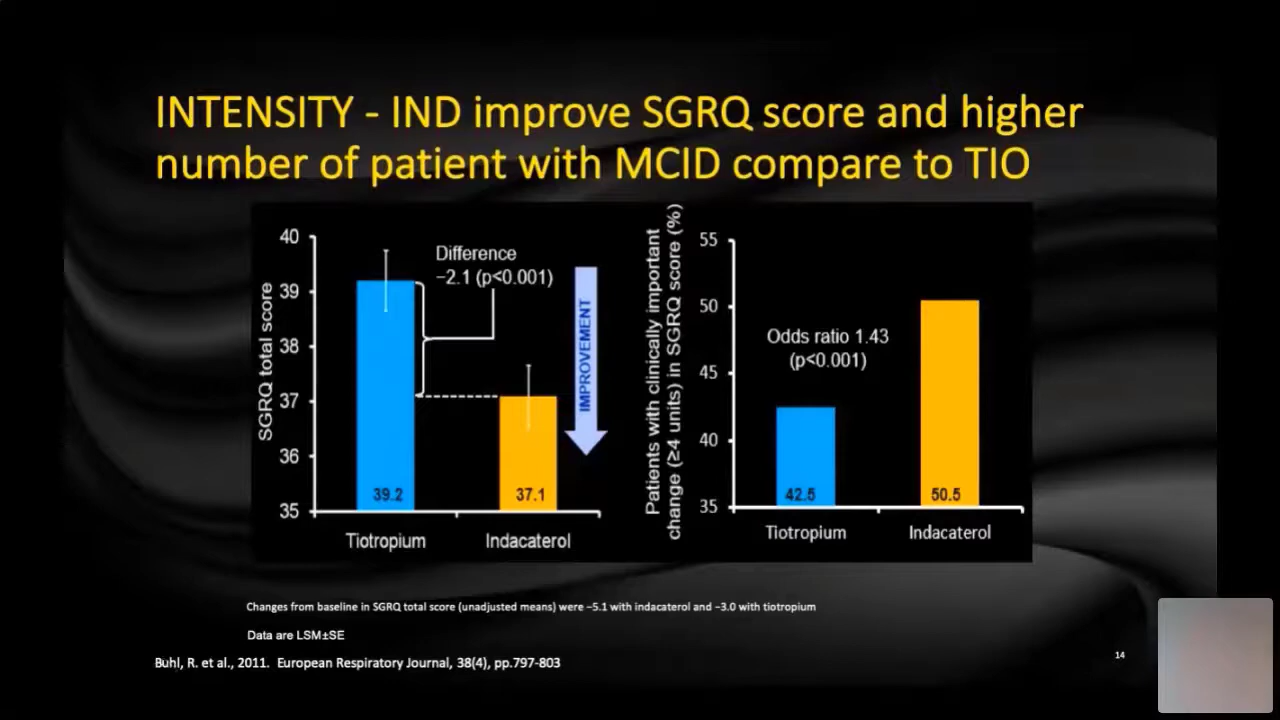 INTENSITY - IND improve SGRQ score and higher
number of patient with MCID compare to TIO
SGRQ total score
40
39
38
37
36
35
Difference
−2.1 (p<0.001)
IMPROVEMENT
39.2
37.1
Tiotropium
Indacaterol
Patients with clinically important
change (≥4 units) in SGRQ score (%)
55
50
45
40
35
Odds ratio 1.43
(p<0.001)
42.5
50.5
Tiotropium
Indacaterol
Changes from baseline in SGRQ total score (unadjusted means) were −5.1 with indacaterol and −3.0 with tiotropium
Data are LSM±SE
Buhl, R. et al., 2011. European Respiratory Journal, 38(4), pp.797-803
14